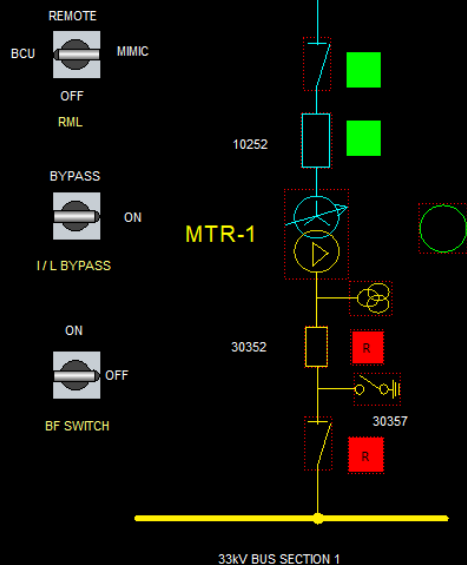 REMOTE
BCU
MIMIC
OFF
RML
10252
BYPASS
ON
MTR-1
I / L BYPASS
ON
30352
R
OFF
30357
BF SWITCH
R
33kV BUS SECTION 1